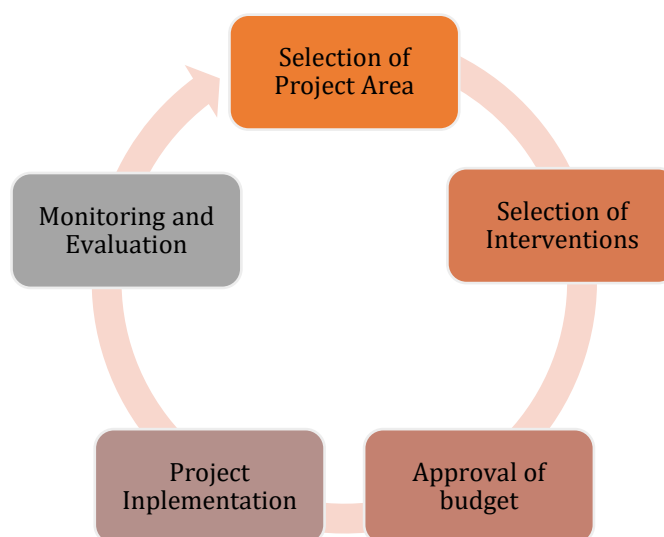 Selection of
Project Area
Selection of
Interventions
Approval of
budget
Project
Inplementation
Monitoring and
Evaluation